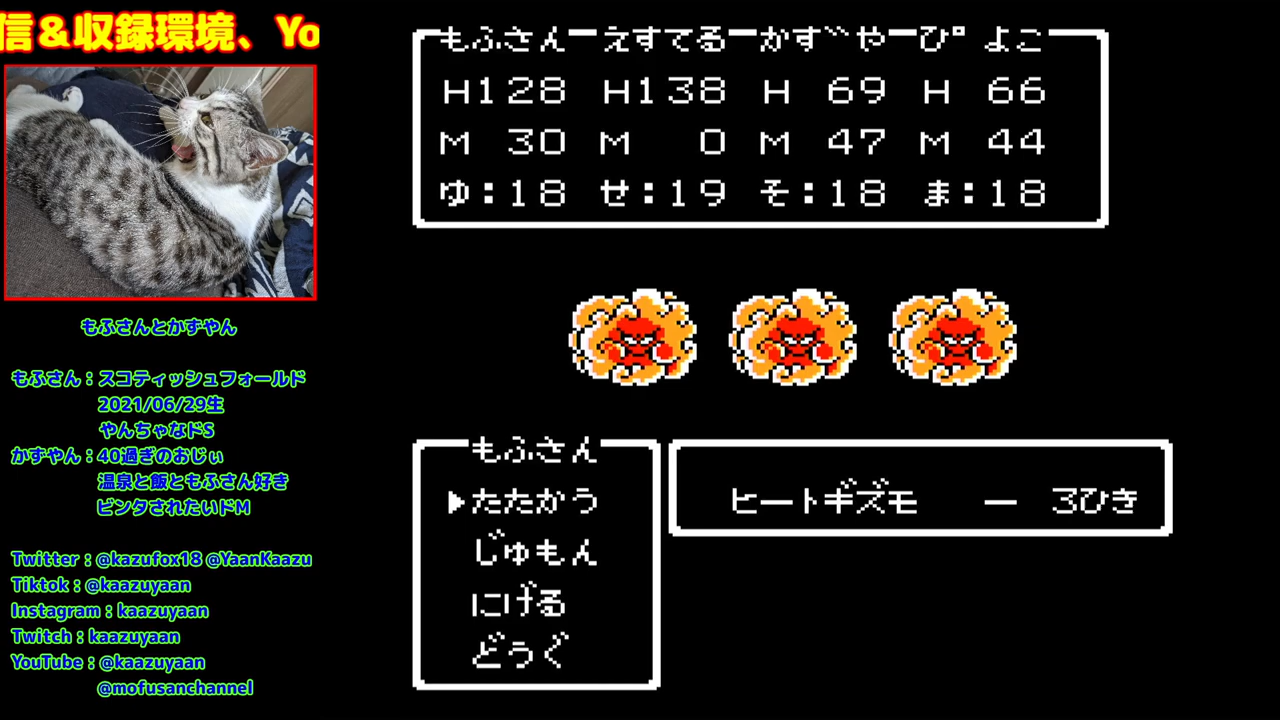 信＆収録環境、Yo
もふさんとかずやん
もふさん：スコティッシュフォールド
2021/06/29生
やんちゃなドS
かずやん：40過ぎのおじぃ
温泉と飯ともふさん好き
ビンタされたいドM
Twitter：@kazufox18 @YaanKaazu
Tiktok：@kaazuyaan
Instagram：kaazuyaan
Twitch：kaazuyaan
YouTube：@kaazuyaan
@mofusanchannel
もふさん えすてる かずや ぴよこ
H128 H138 H 69 H 66
M 30 M 0 M 47 M 44
ゆ:18 せ:19 そ:18 ま:18
もふさん
▶たたかう
じゅもん
にげる
どうぐ
ヒートギズモ ー 3ひき